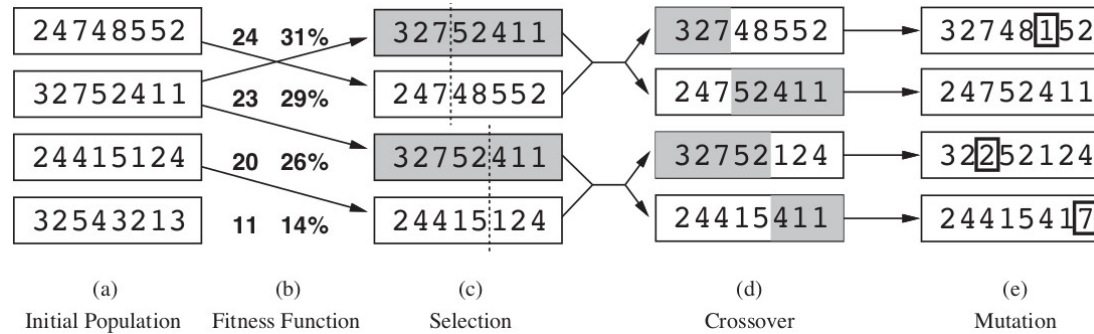 24748552 24 31% 32752411 32748552 32748152
32752411 23 29% 24748552 24752411 24752411
24415124 20 26% 32752411 32752124 32252124
32543213 11 14% 24415124 24415411 24415417
(a) (b) (c) (d) (e)
Initial Population Fitness Function Selection Crossover Mutation